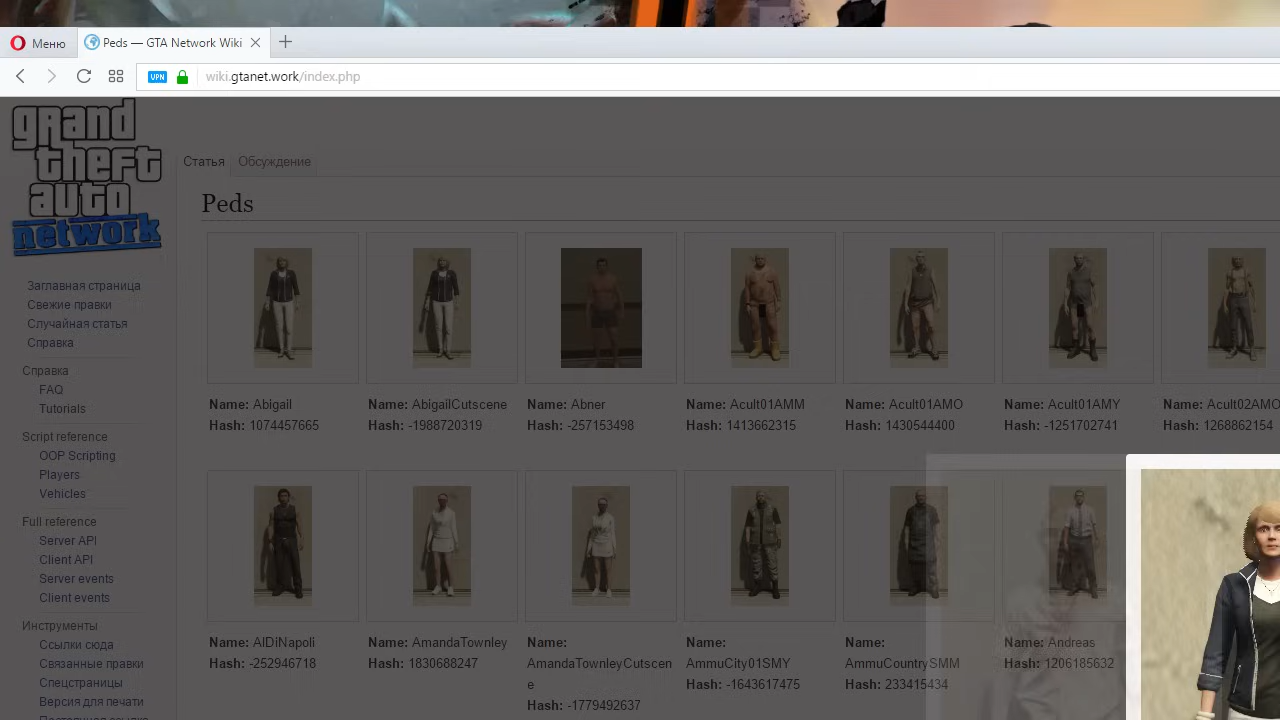 Меню
Peds — GTA Network Wiki
VPN
wiki.gtanet.work/index.php
grand
theft
auto
network
Статья
Обсуждение
Peds
Заглавная страница
Свежие правки
Случайная статья
Справка
Справка
FAQ
Tutorials
Script reference
OOP Scripting
Players
Vehicles
Full reference
Server API
Client API
Server events
Client events
Инструменты
Ссылки сюда
Связанные правки
Спецстраницы
Версия для печати
Постоянная ссылка
Name: Abigail
Hash: 1074457665
Name: AbigailCutscene
Hash: -1988720319
Name: Abner
Hash: -257153498
Name: Acult01AMM
Hash: 1413662315
Name: Acult01AMO
Hash: 1430544400
Name: Acult01AMY
Hash: -1251702741
Name: Acult02AMO
Hash: 1268862154
Name: AlDiNapoli
Hash: -252946718
Name: AmandaTownley
Hash: 1830688247
Name:
AmandaTownleyCutscen
e
Hash: -1779492637
Name:
AmmuCity01SMY
Hash: -1643617475
Name:
AmmuCountrySMM
Hash: 233415434
Name: Andreas
Hash: 1206185632